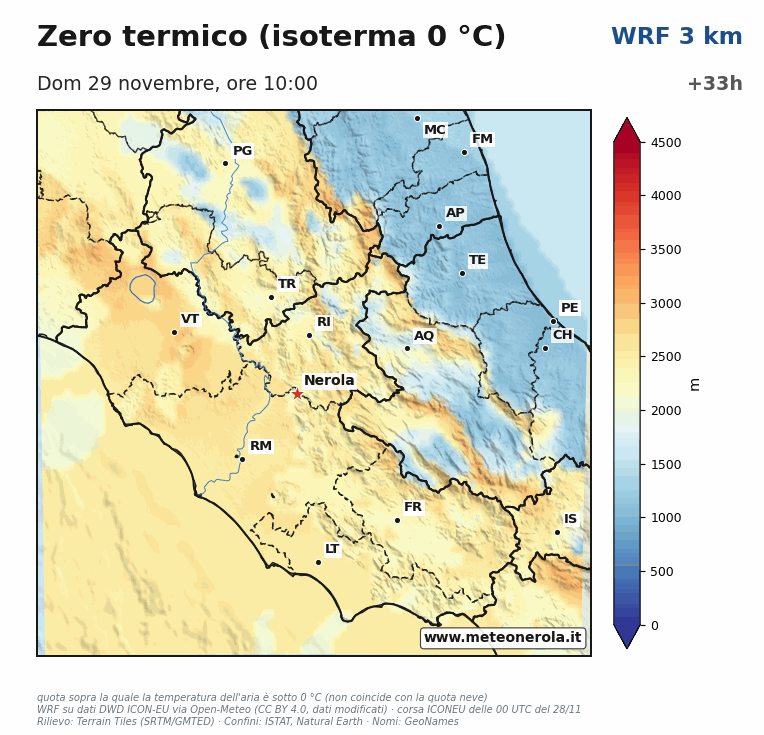 Zero termico (isoterma 0 °C)
WRF 3 km
Dom 29 novembre, ore 10:00
+33h
MC
FM
PG
AP
TE
TR
PE
VT
RI
AQ
CH
Nerola
RM
FR
IS
LT
www.meteonerola.it
4500
4000
3500
3000
2500
2000
1500
1000
500
0
m
quota sopra la quale la temperatura dell'aria è sotto 0 °C (non coincide con la quota neve)
WRF su dati DWD ICON-EU via Open-Meteo (CC BY 4.0, dati modificati) · corsa ICONEU delle 00 UTC del 28/11
Rilievo: Terrain Tiles (SRTM/GMTED) · Confini: ISTAT, Natural Earth · Nomi: GeoNames